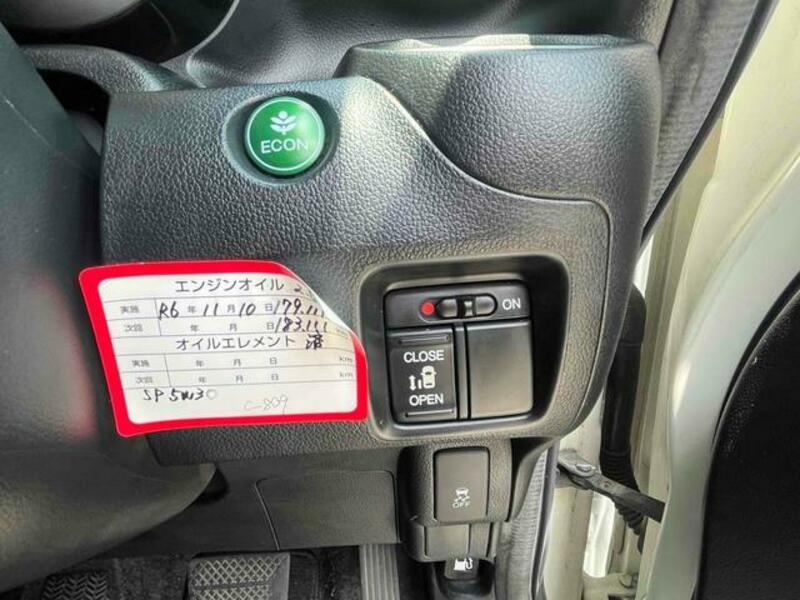 ECON
エンジンオイル
実施 R6 年 11 月 10 日 179,111
次回 年 月 日 183,111
オイルエレメント 済
実施 年 月 日 km
次回 年 月 日 km
SP 5W30
C-809
ON
CLOSE
OPEN
OFF